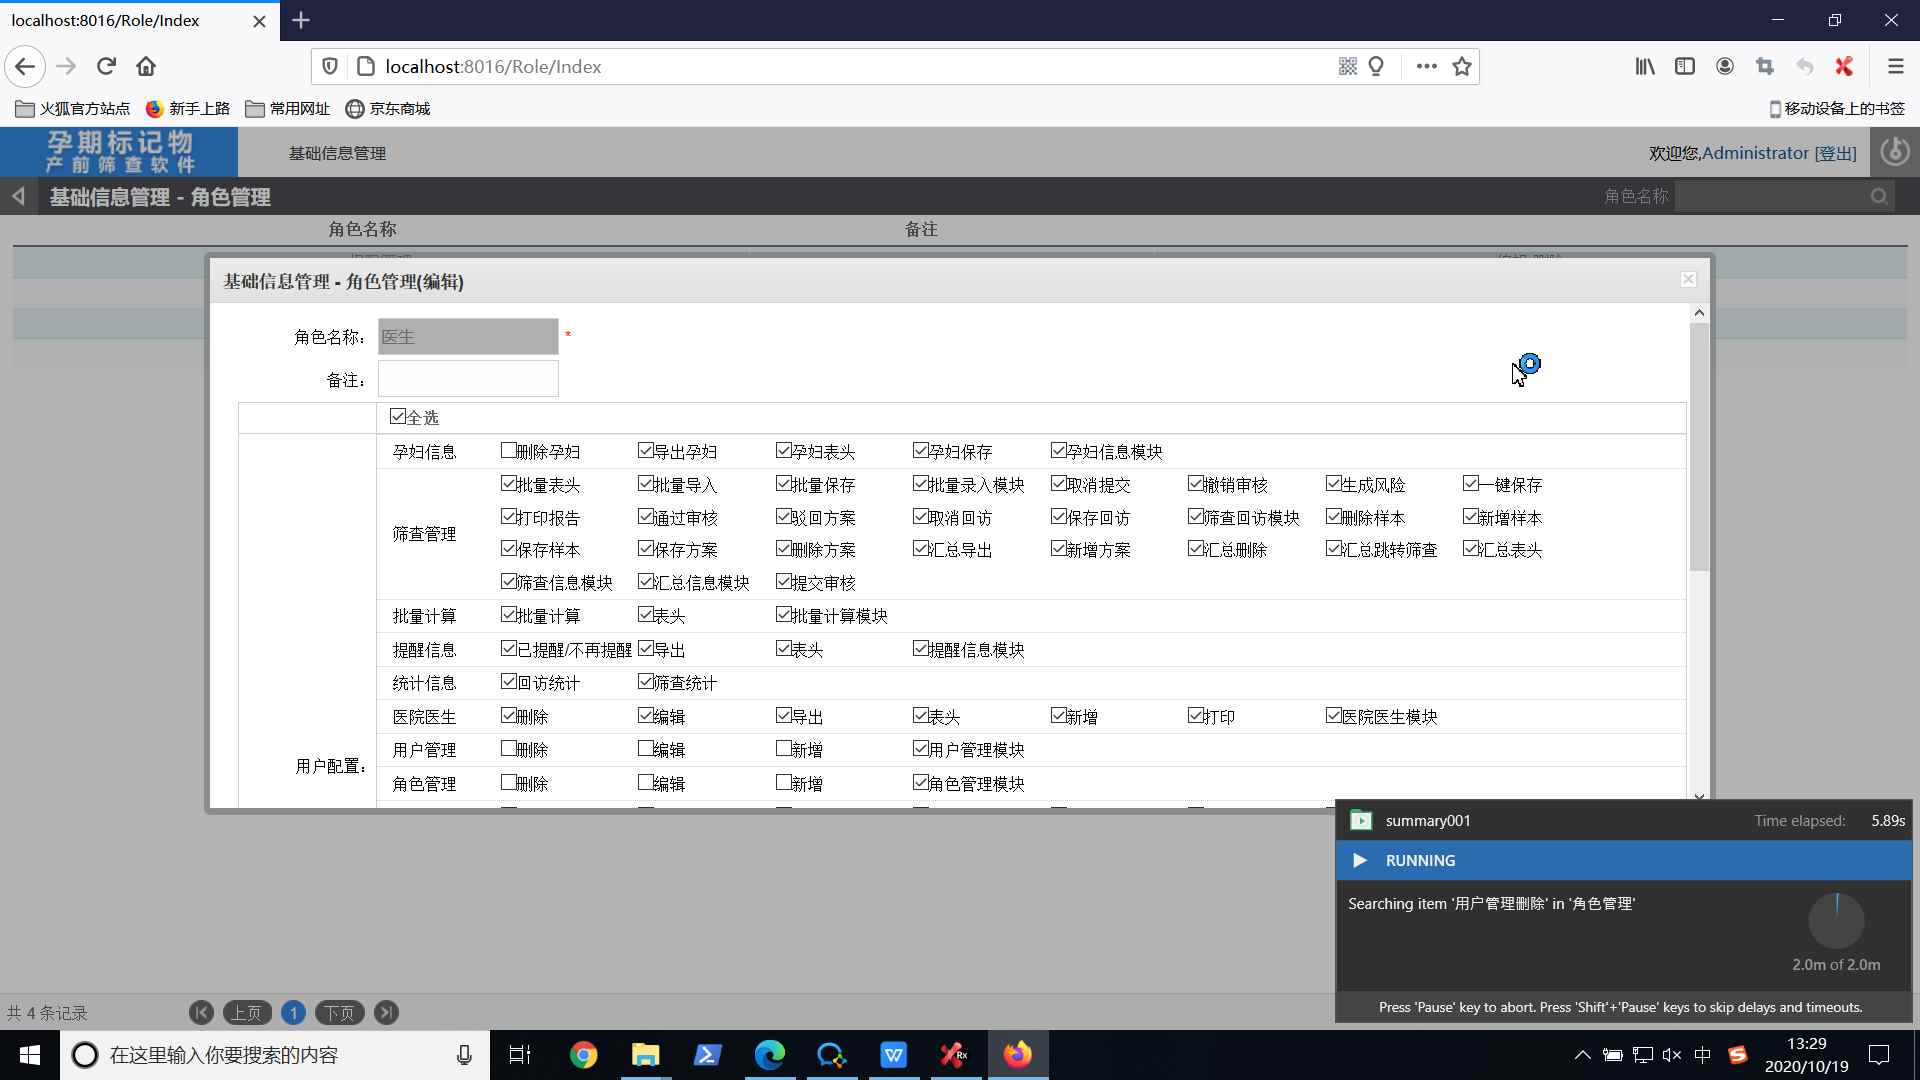 localhost:8016/Role/Index
localhost:8016/Role/Index
火狐官方站点 新手上路 常用网址 京东商城 移动设备上的书签
孕期标记物
产前筛查软件
基础信息管理 欢迎您,Administrator [登出]
基础信息管理 - 角色管理 角色名称
角色名称 备注
基础信息管理 - 角色管理(编辑)
角色名称: 医生 *
备注:
全选
孕妇信息 删除孕妇 导出孕妇 孕妇表头 孕妇保存 孕妇信息模块
批量表头 批量导入 批量保存 批量录入模块 取消提交 撤销审核 生成风险 一键保存
筛查管理 打印报告 通过审核 驳回方案 取消回访 保存回访 筛查回访模块 删除样本 新增样本
保存样本 保存方案 删除方案 汇总导出 新增方案 汇总删除 汇总跳转筛查 汇总表头
筛查信息模块 汇总信息模块 提交审核
批量计算 批量计算 表头 批量计算模块
提醒信息 已提醒/不再提醒 导出 表头 提醒信息模块
统计信息 回访统计 筛查统计
医院医生 删除 编辑 导出 表头 新增 打印 医院医生模块
用户管理 删除 编辑 新增 用户管理模块
用户配置:
角色管理 删除 编辑 新增 角色管理模块
summary001 Time elapsed: 5.89s
RUNNING
Searching item '用户管理删除' in '角色管理'
2.0m of 2.0m
Press 'Pause' key to abort. Press 'Shift'+'Pause' keys to skip delays and timeouts.
共 4 条记录 上页 1 下页
在这里输入你要搜索的内容
中 13:29
2020/10/19